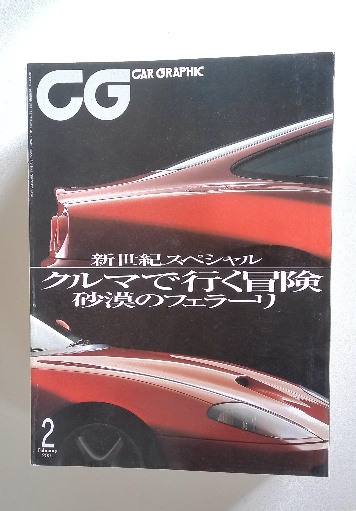 CG
CAR GRAPHIC
新世紀スペシャル
クルマで行く冒険
砂漠のフェラーリ
2
February